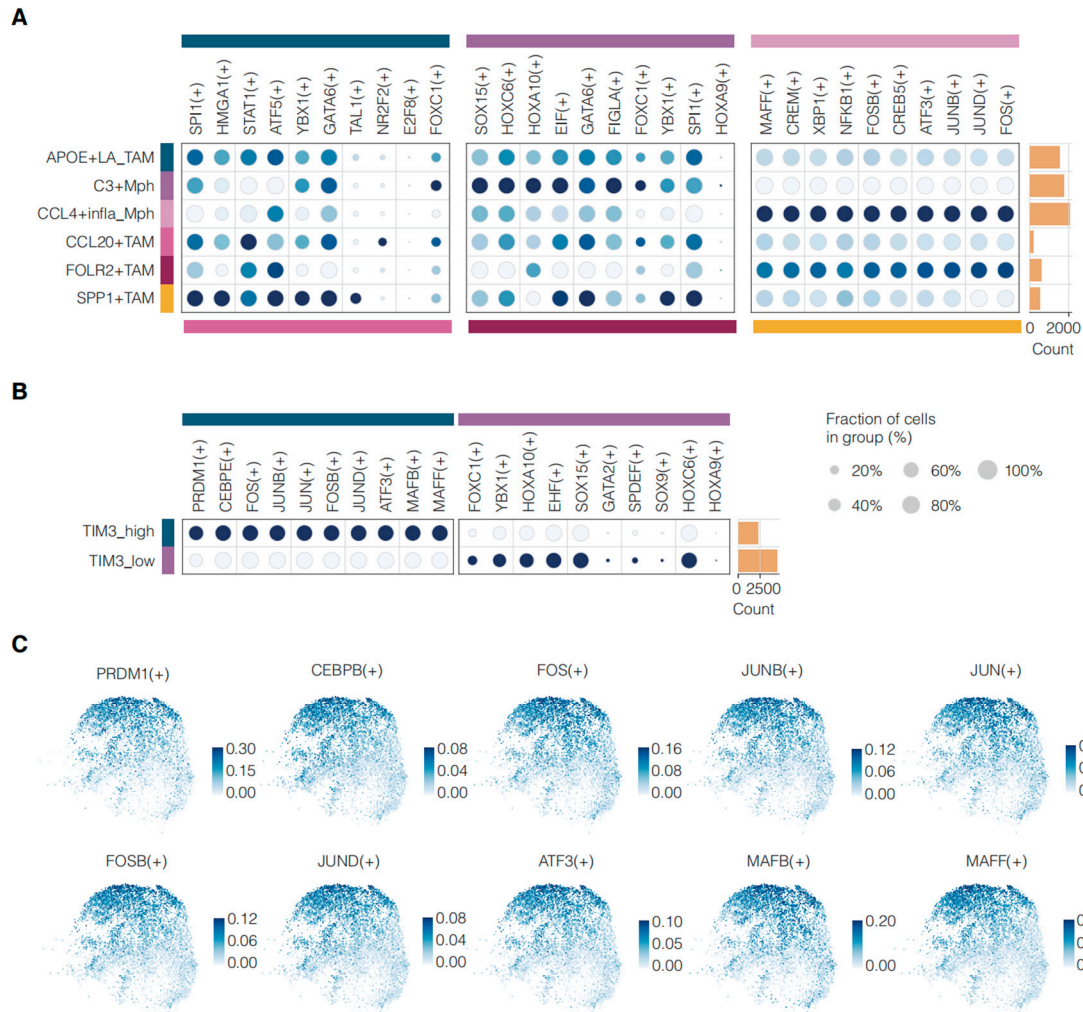 A
SPI1(+) HMGA1(+) STAT1(+) ATF5(+) YBX1(+) GATA6(+) TAL1(+) NR2F2(+) E2F8(+) FOXC1(+) SOX15(+) HOXC6(+) HOXA10(+) EIF(+) GATA6(+) FIGLA(+) FOXC1(+) YBX1(+) SPI1(+) HOXA9(+) MAFF(+) CREM(+) XBP1(+) NFKB1(+) FOSB(+) CREB5(+) ATF3(+) JUNB(+) JUND(+) FOS(+)
APOE+LA_TAM
C3+Mph
CCL4+infla_Mph
CCL20+TAM
FOLR2+TAM
SPP1+TAM
0 2000
Count
B
PRDM1(+) CEBPE(+) FOS(+) JUNB(+) JUN(+) FOSB(+) JUND(+) ATF3(+) MAFB(+) MAFF(+) FOXC1(+) YBX1(+) HOXA10(+) EHF(+) SOX15(+) GATA2(+) SPDEF(+) SOX9(+) HOXC6(+) HOXA9(+)
Fraction of cells
in group (%)
20% 60% 100%
40% 80%
TIM3_high
TIM3_low
0 2500
Count
C
PRDM1(+) CEBPB(+) FOS(+) JUNB(+) JUN(+)
0.30 0.08 0.16 0.12 0.
0.15 0.04 0.08 0.06 0.
0.00 0.00 0.00 0.00 0.
FOSB(+) JUND(+) ATF3(+) MAFB(+) MAFF(+)
0.12 0.08 0.10 0.20 0.
0.06 0.04 0.05 0.
0.00 0.00 0.00 0.00 0.